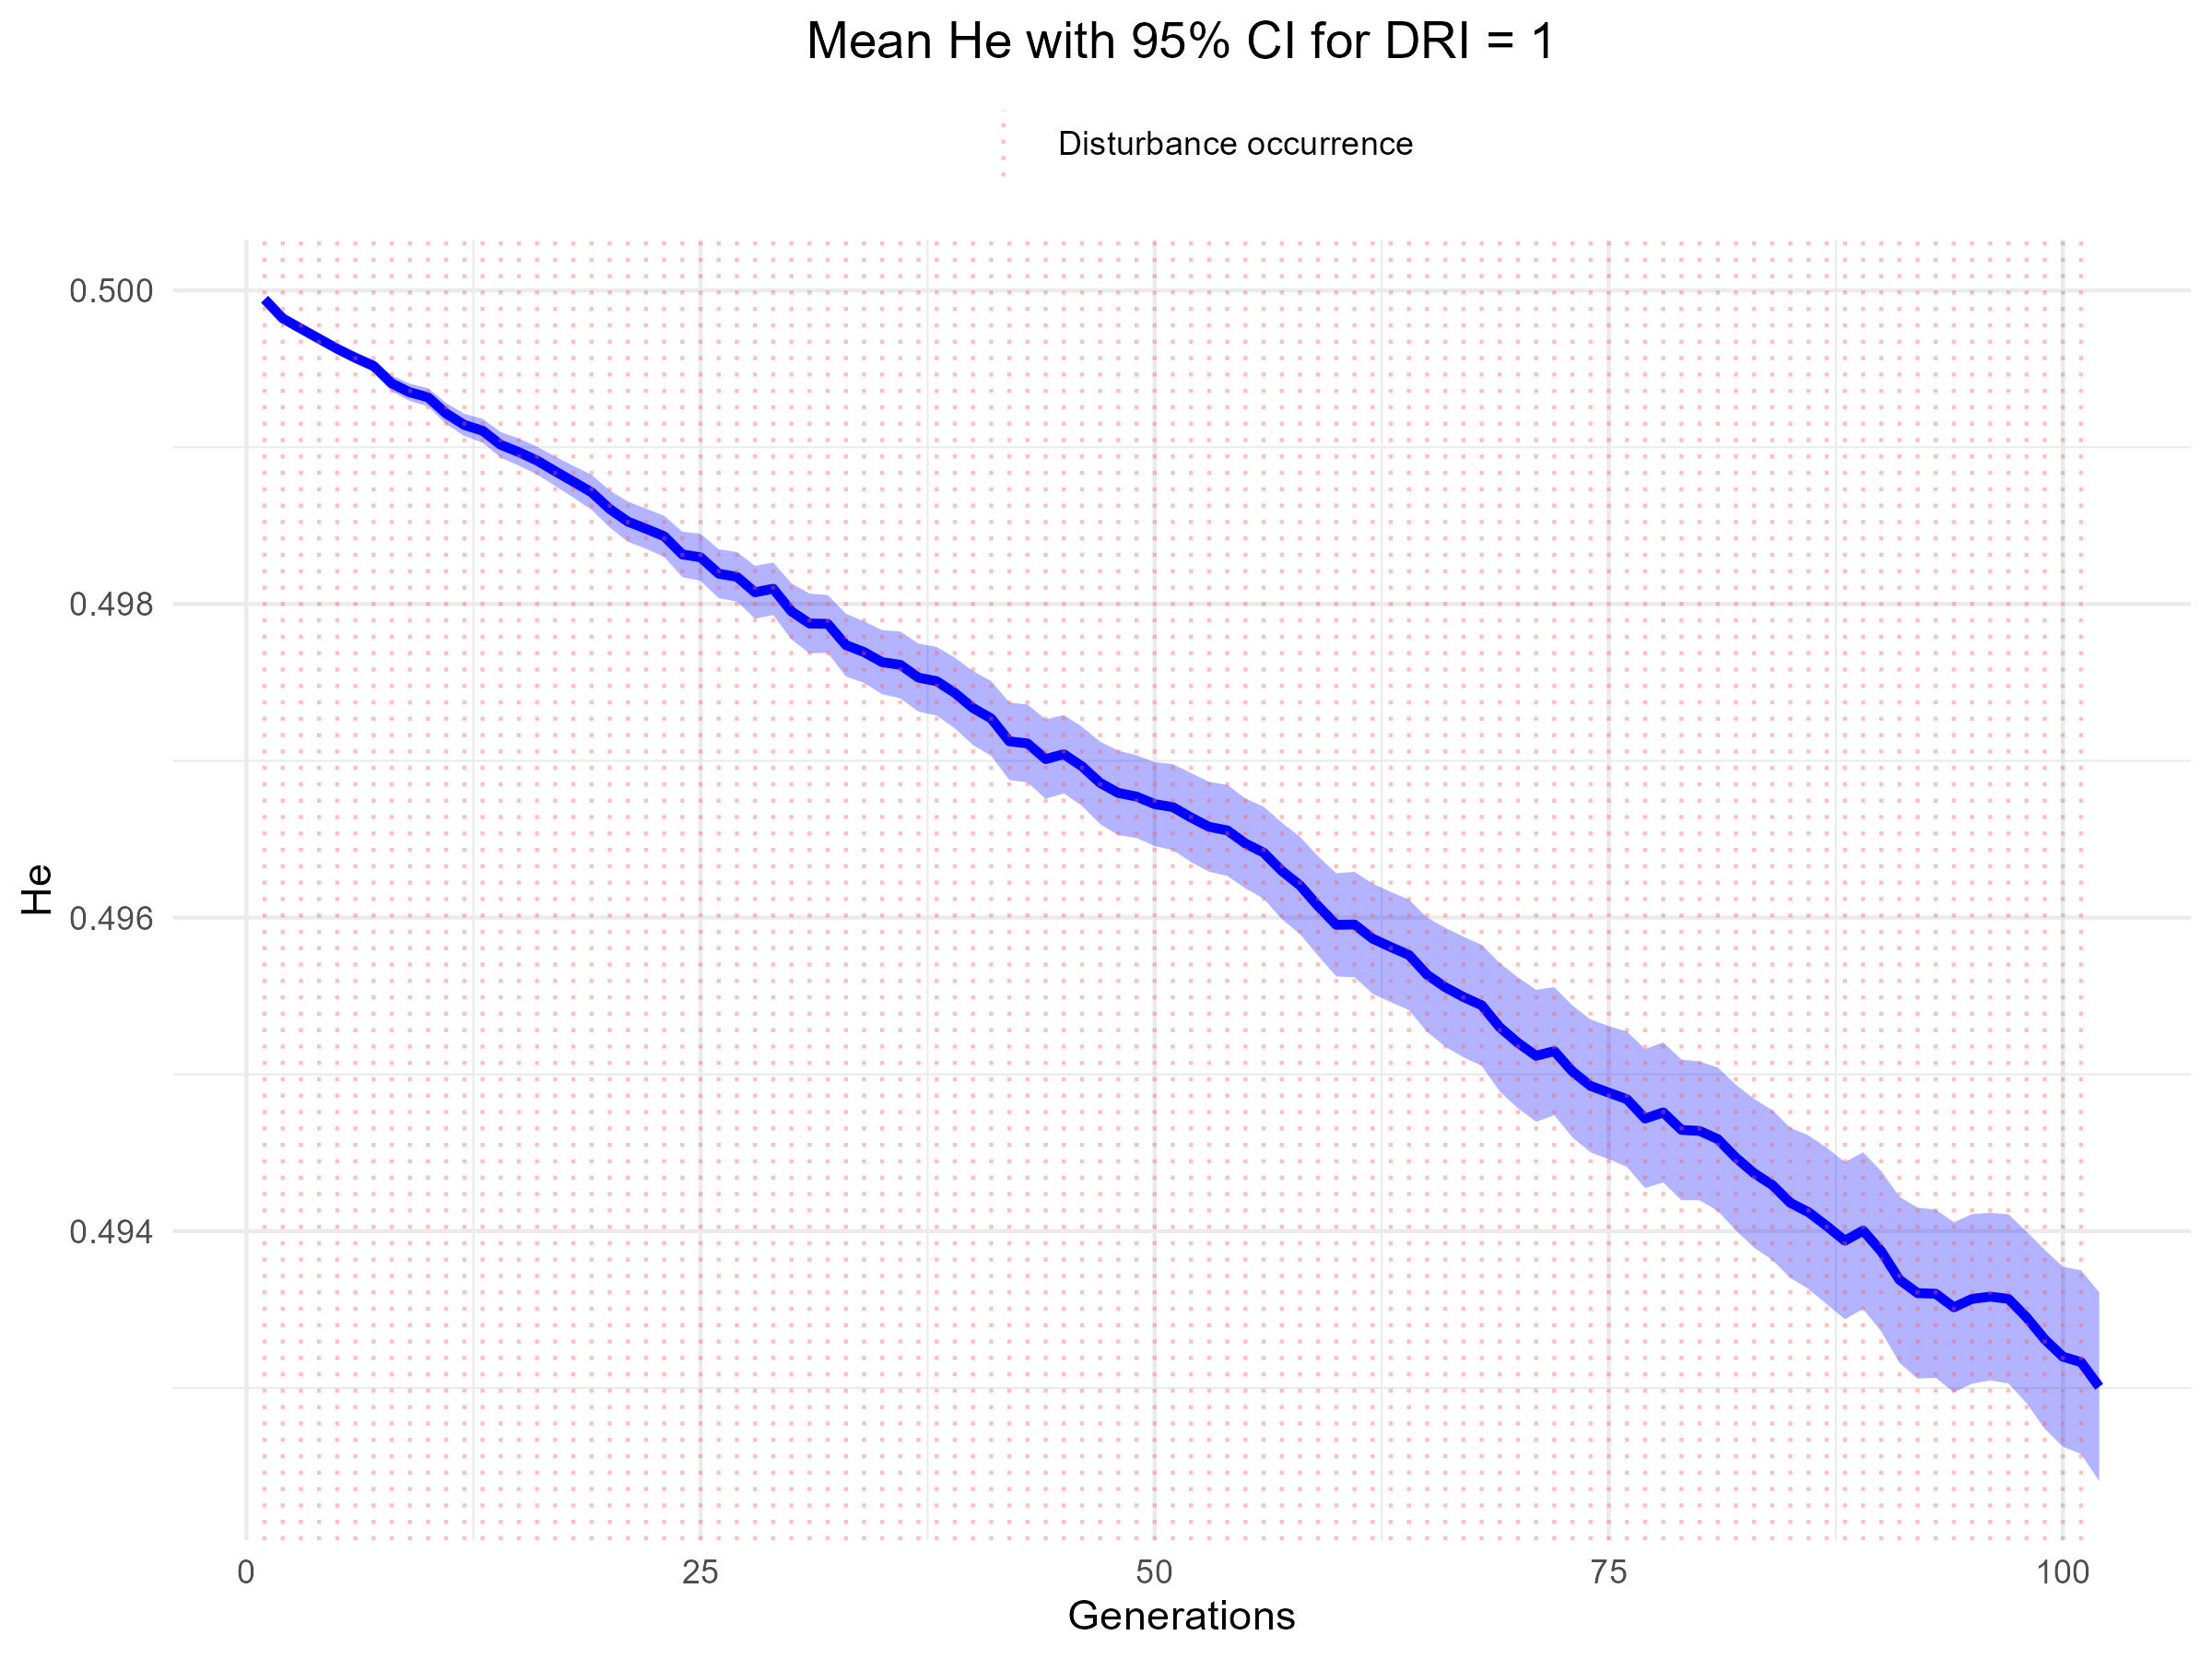 Mean He with 95% CI for DRI = 1
Disturbance occurrence
0.500
0.498
0.496
0.494
He
0
25
50
75
100
Generations